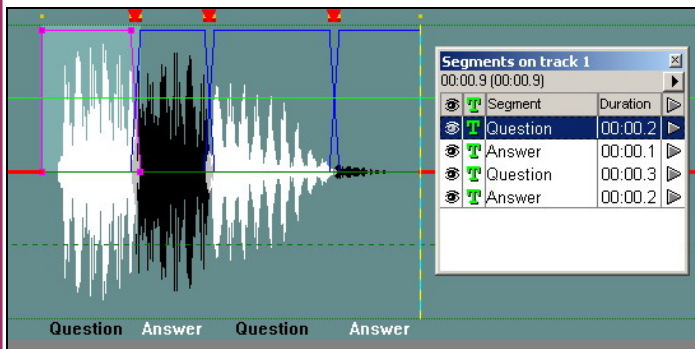 Segments on track 1
00:00.9 (00:00.9)
T Segment Duration
T Question 00:00.2
T Answer 00:00.1
T Question 00:00.3
T Answer 00:00.2
Question Answer Question Answer